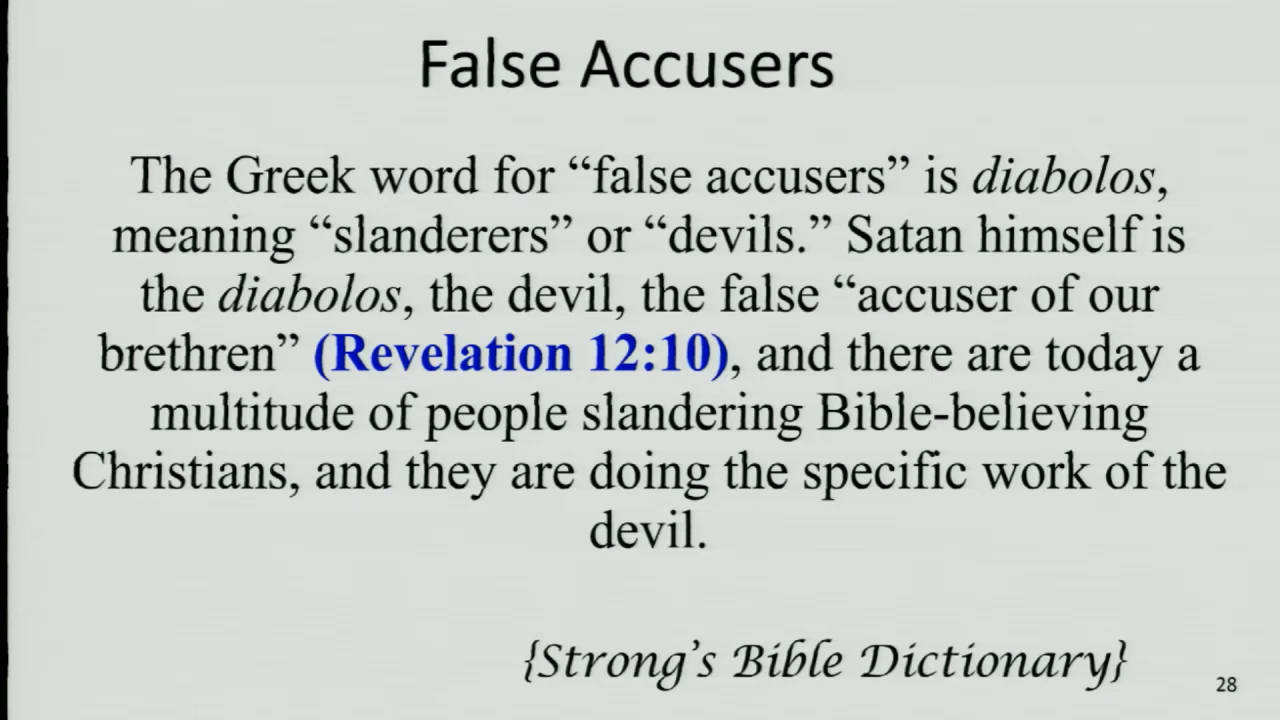 False Accusers
The Greek word for “false accusers” is diabolos,
meaning “slanderers” or “devils.” Satan himself is
the diabolos, the devil, the false “accuser of our
brethren” (Revelation 12:10), and there are today a
multitude of people slandering Bible-believing
Christians, and they are doing the specific work of the
devil.
{Strong’s Bible Dictionary}
28